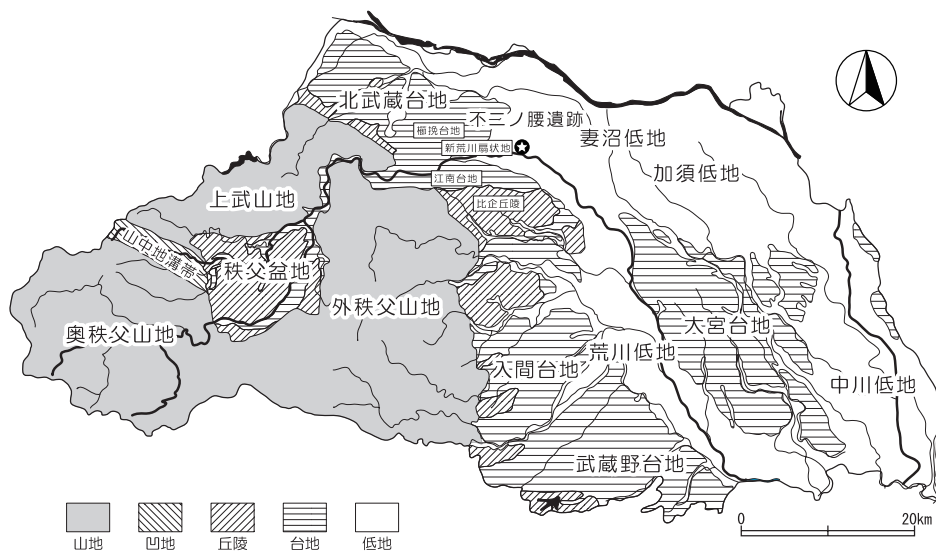 北武蔵台地
不二ノ腰遺跡
櫛挽台地
妻沼低地
新荒川扇状地
加須低地
江南台地
上武山地
比企丘陵
山中地溝帯
秩父盆地
外秩父山地
奥秩父山地
大宮台地
荒川低地
入間台地
中川低地
武蔵野台地
山地
凹地
丘陵
台地
低地
0
20km